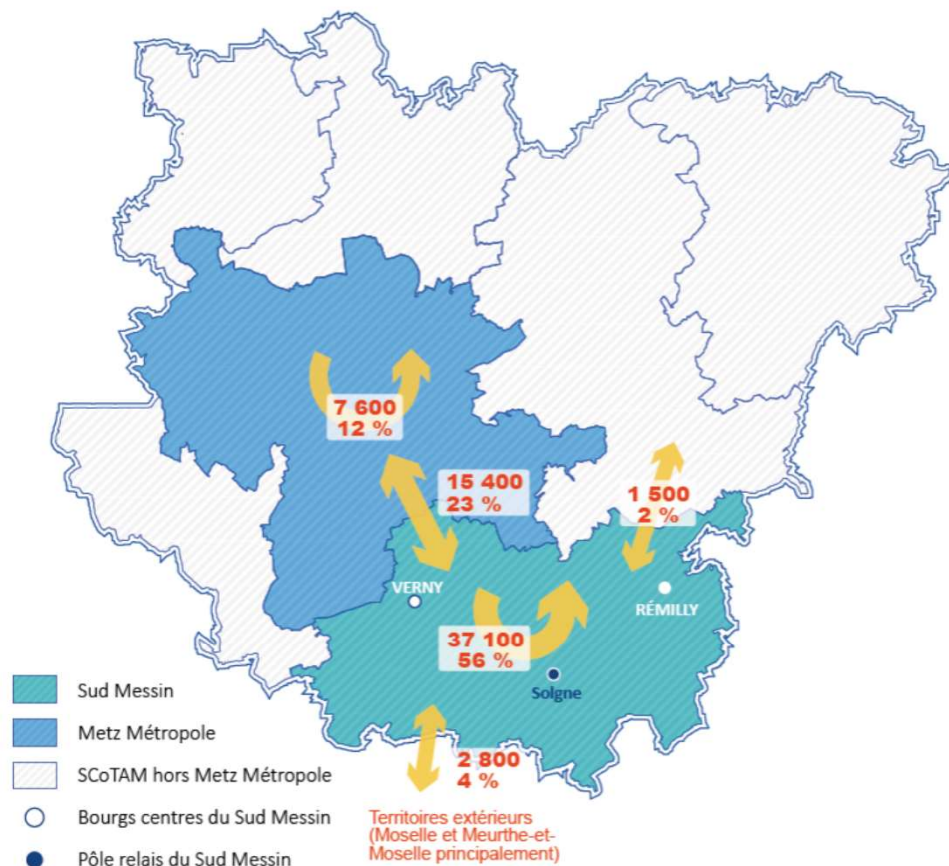 7 600
12 %
15 400
23 %
1 500
2 %
VERNY
RÉMILLY
37 100
56 %
Solgne
2 800
4 %
Territoires extérieurs
(Moselle et Meurthe-et-
Moselle principalement)
Sud Messin
Metz Métropole
SCoTAM hors Metz Métropole
Bourgs centres du Sud Messin
Pôle relais du Sud Messin